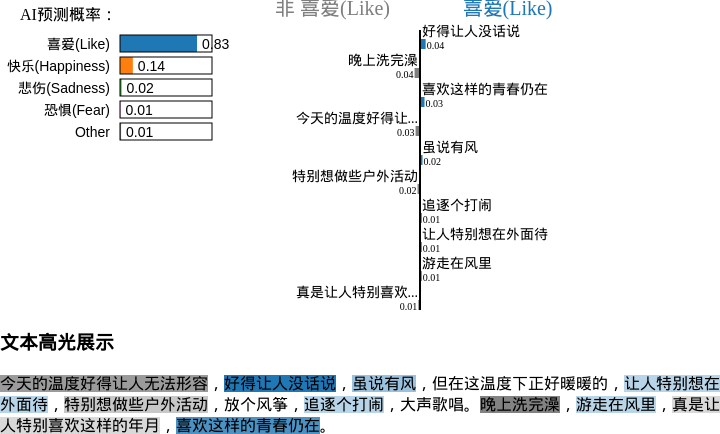 AI预测概率：
喜爱(Like) 0.83
快乐(Happiness) 0.14
悲伤(Sadness) 0.02
恐惧(Fear) 0.01
Other 0.01
非 喜爱(Like) 喜爱(Like)
好得让人没话说
0.04
晚上洗完澡
0.04
喜欢这样的青春仍在
0.03
今天的温度好得让...
0.03
虽说有风
0.02
特别想做些户外活动
0.02
追逐个打闹
0.01
让人特别想在外面待
0.01
游走在风里
0.01
真是让人特别喜欢...
0.01
文本高光展示
今天的温度好得让人无法形容，好得让人没话说，虽说有风，但在这温度下正好暖暖的，让人特别想在
外面待，特别想做些户外活动，放个风筝，追逐个打闹，大声歌唱。晚上洗完澡，游走在风里，真是让
人特别喜欢这样的年月，喜欢这样的青春仍在。